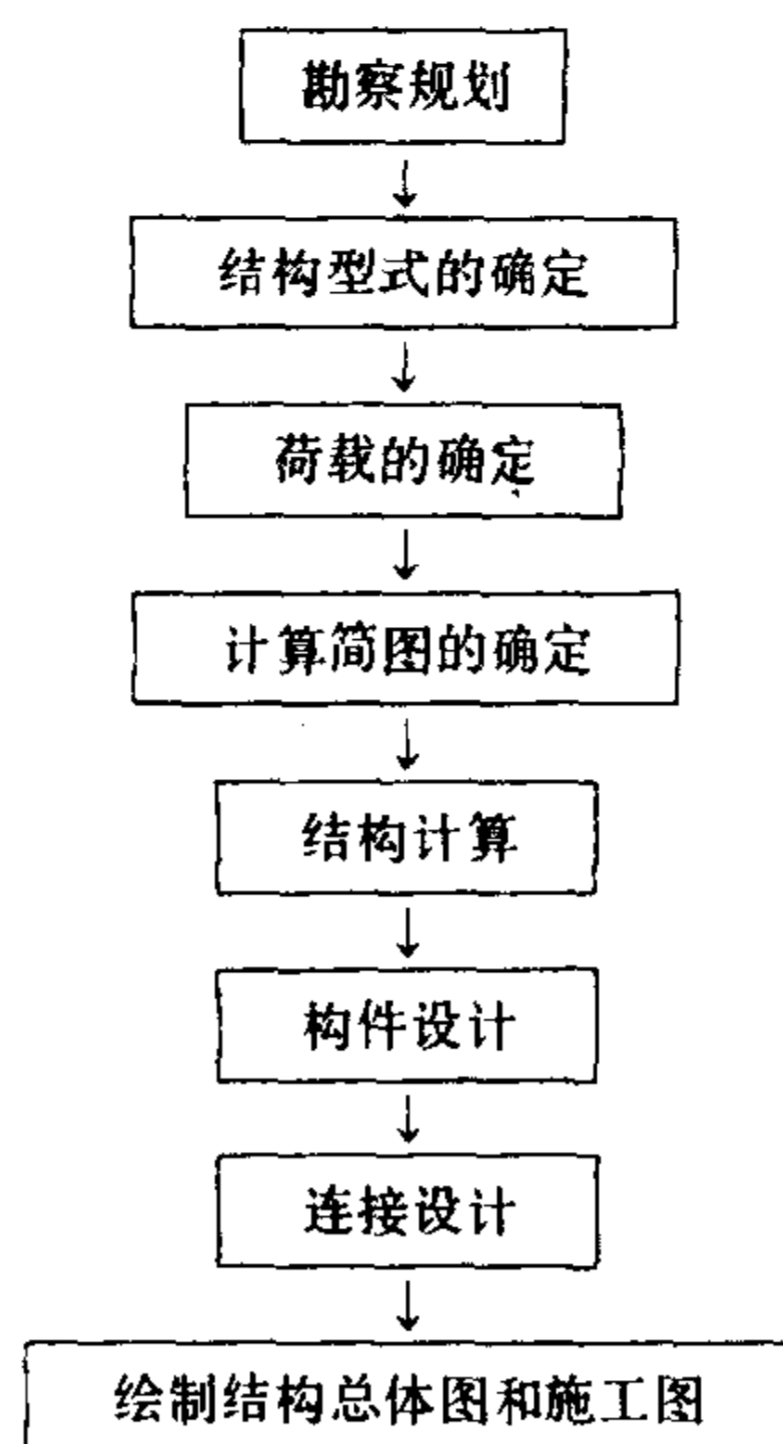 勘察规划
结构型式的确定
荷载的确定
计算简图的确定
结构计算
构件设计
连接设计
绘制结构总体图和施工图